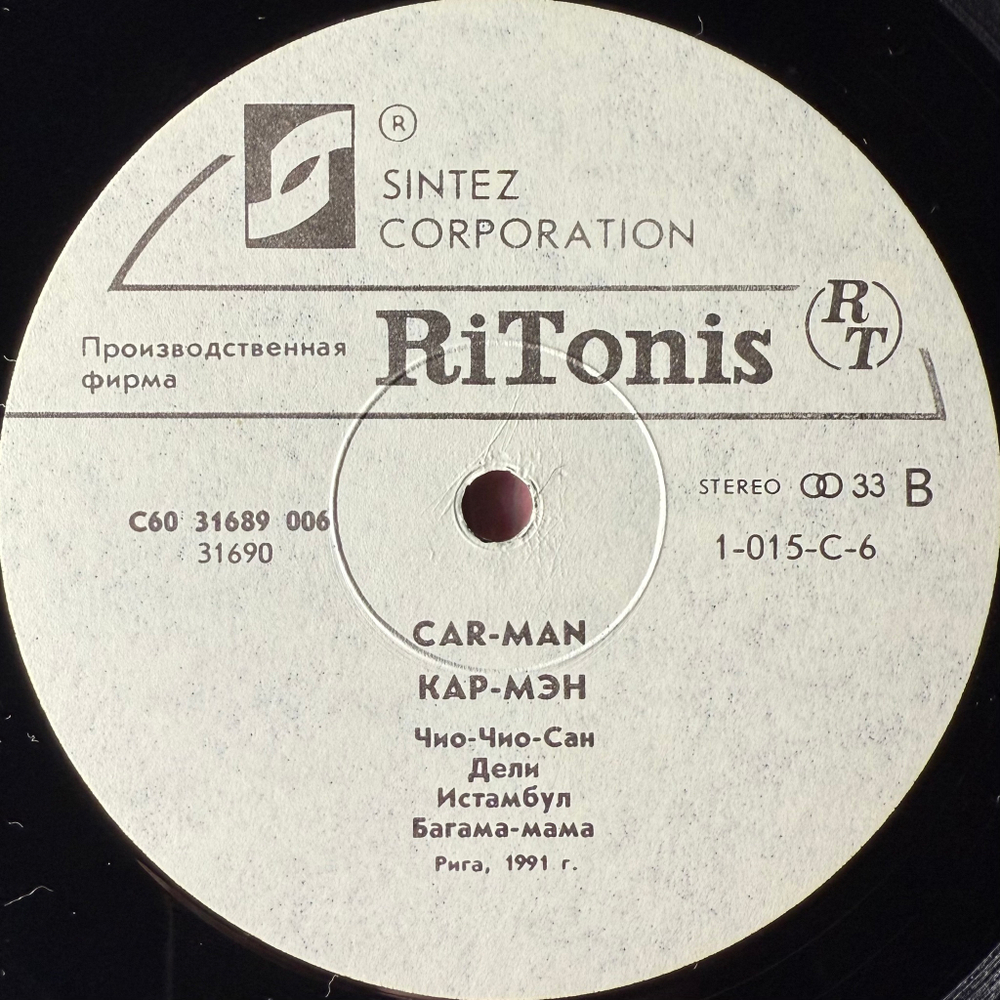 ®
SINTEZ
CORPORATION
RiTonis
RT
Производственная
фирма
STEREO 33 B
С60 31689 006
31690
1-015-С-6
CAR-MAN
КАР-МЭН
Чио-Чио-Сан
Дели
Истамбул
Багама-мама
Рига, 1991 г.